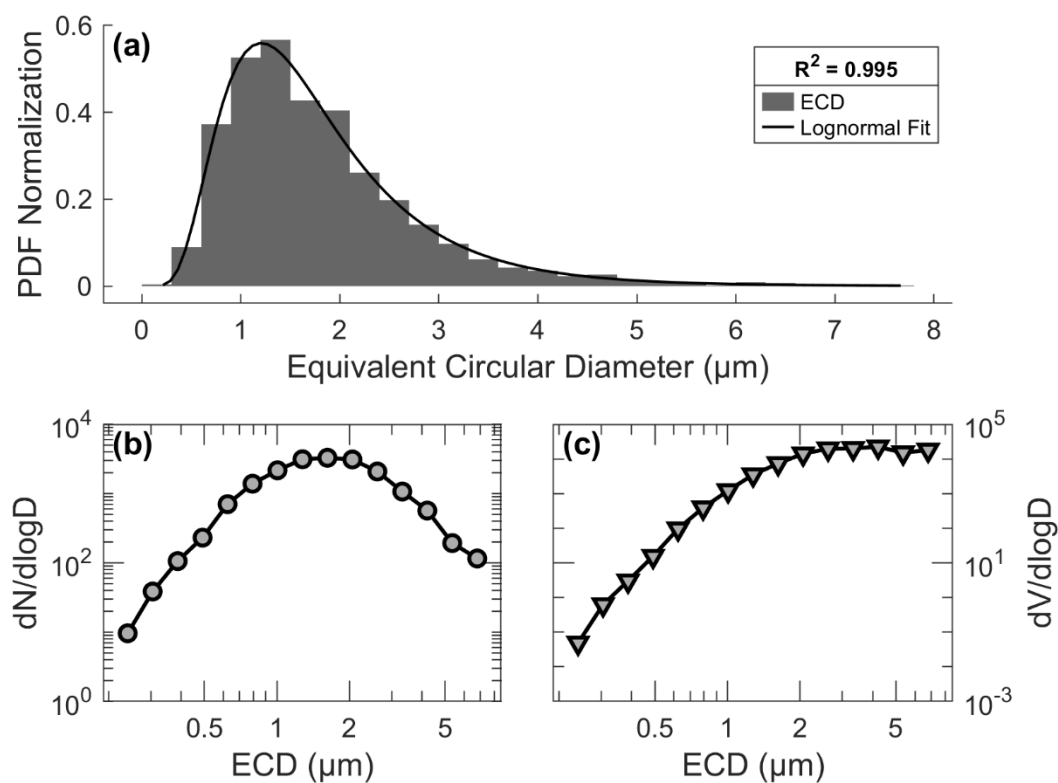 (a)
PDF Normalization
0.6
0.4
0.2
0
R² = 0.995
ECD
Lognormal Fit
0 1 2 3 4 5 6 7 8
Equivalent Circular Diameter (µm)
(b)
dN/dlogD
10⁴
10²
10⁰
0.5 1 2 5
ECD (µm)
(c)
10⁵
10¹
10⁻³
dV/dlogD
0.5 1 2 5
ECD (µm)